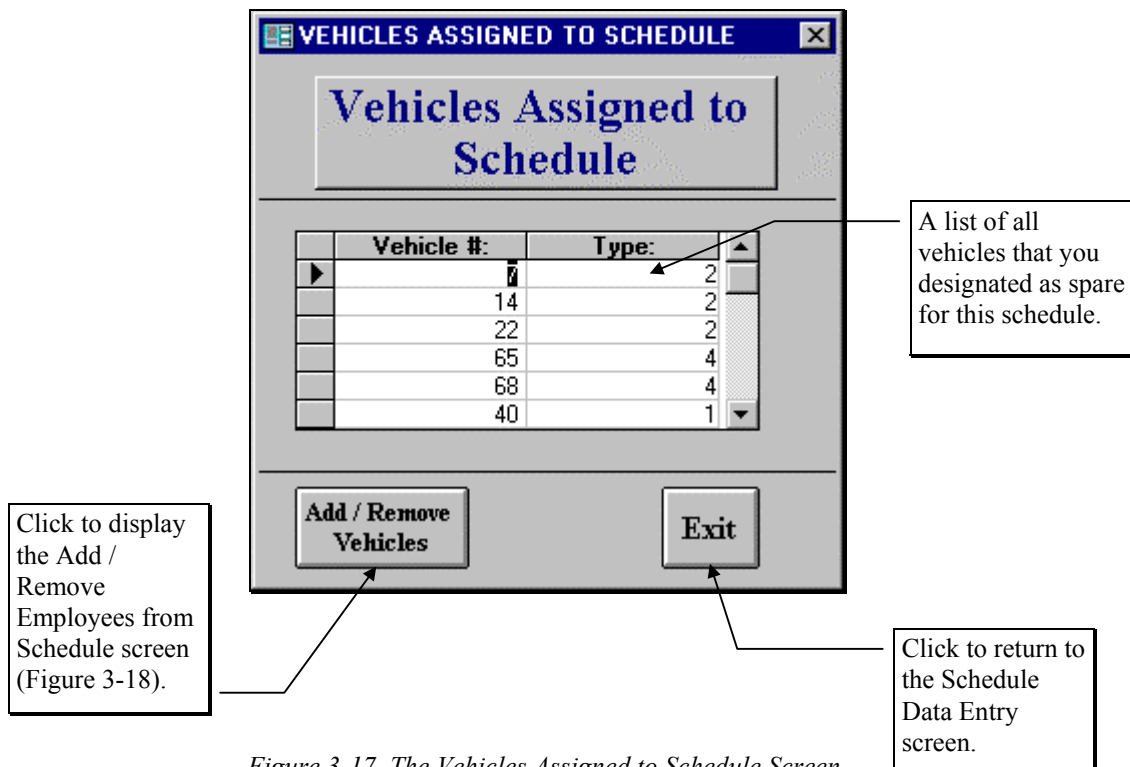 VEHICLES ASSIGNED TO SCHEDULE
Vehicles Assigned to
Schedule
Vehicle #: Type:
7 2
14 2
22 2
65 4
68 4
40 1
A list of all
vehicles that you
designated as spare
for this schedule.
Add / Remove
Vehicles
Exit
Click to display
the Add /
Remove
Employees from
Schedule screen
(Figure 3-18).
Click to return to
the Schedule
Data Entry
screen.
Figure 3-17. The Vehicles Assigned to Schedule Screen